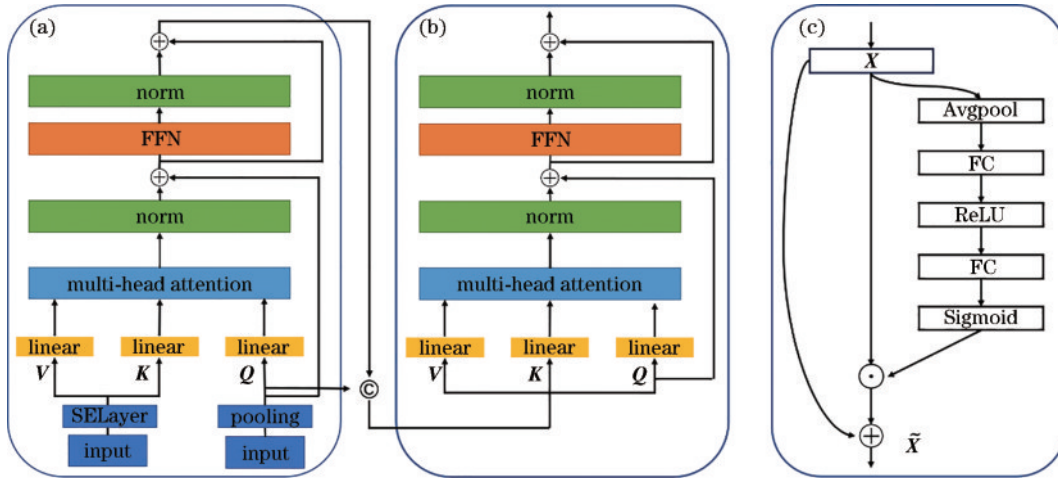 (a)
norm
FFN
norm
multi-head attention
linear linear linear
V K Q
SELayer pooling
input input
©
(b)
norm
FFN
norm
multi-head attention
linear linear linear
V K Q
(c)
X
Avgpool
FC
ReLU
FC
Sigmoid
X̃